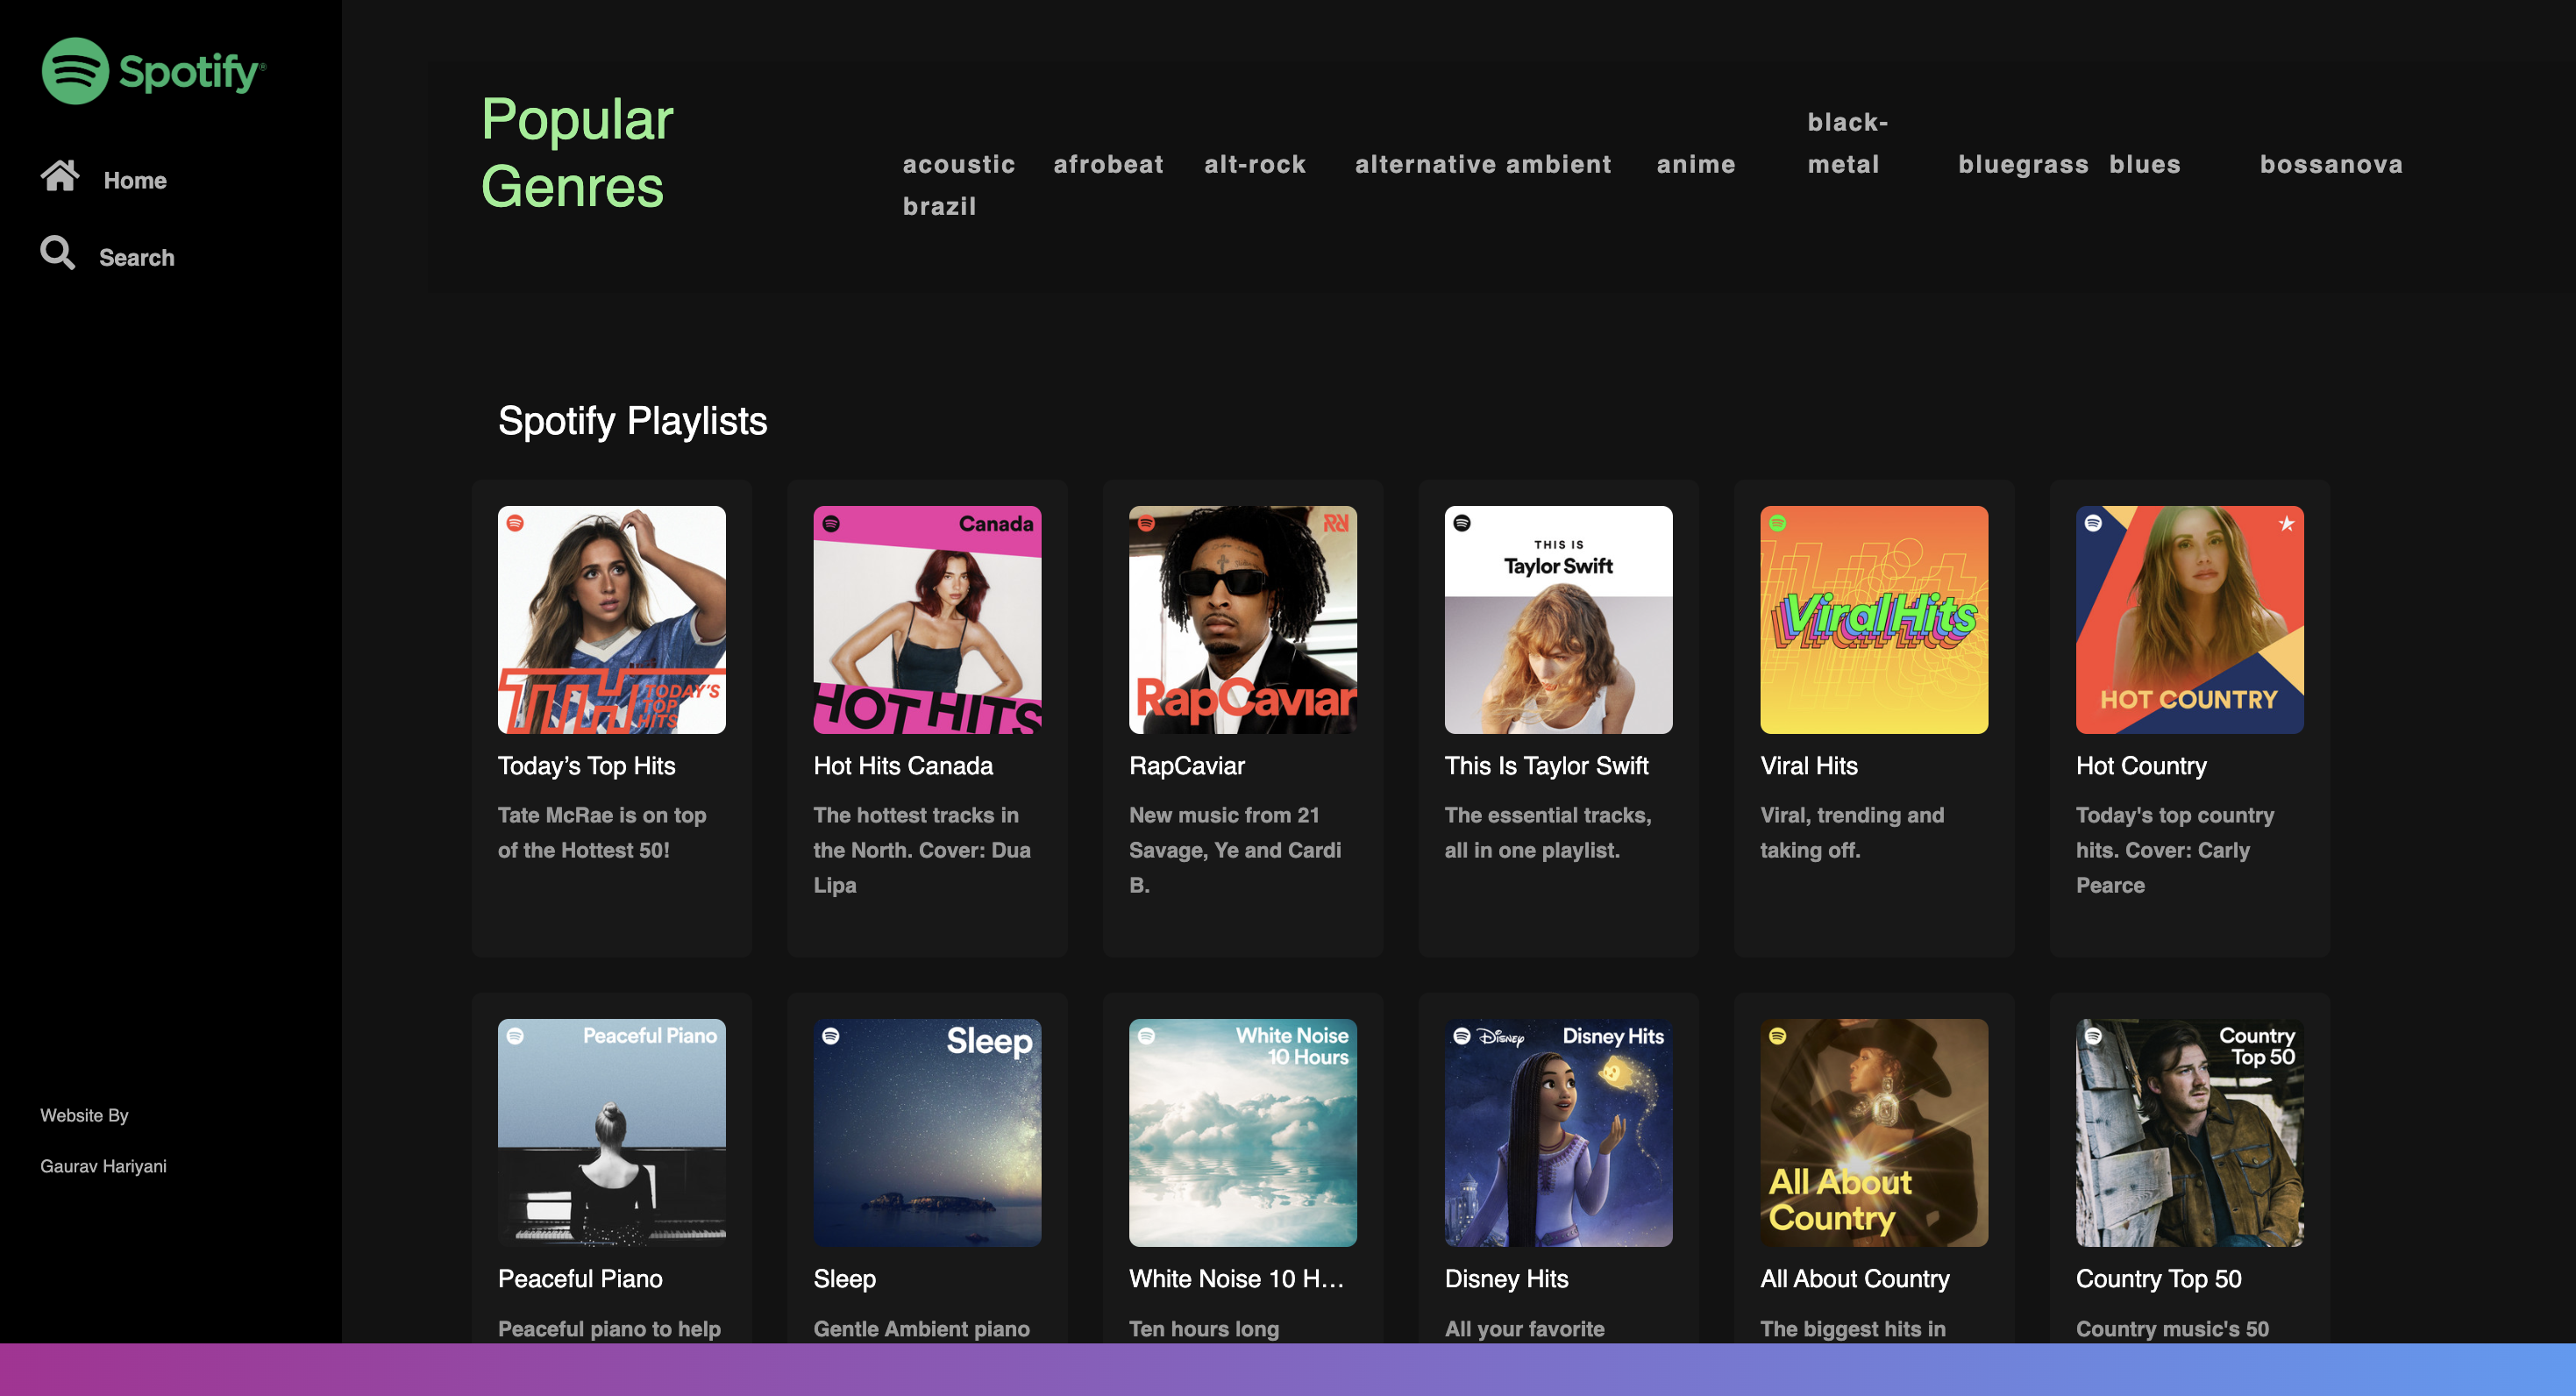 Spotify®
Home
Search
Website By
Gaurav Hariyani
Popular
Genres
black-
acoustic afrobeat alt-rock alternative ambient anime metal bluegrass blues bossanova
brazil
Spotify Playlists
TTH TODAY'S
TOP
HITS
Today’s Top Hits
Tate McRae is on top
of the Hottest 50!
Canada
HOT HITS
Hot Hits Canada
The hottest tracks in
the North. Cover: Dua
Lipa
RapCaviar
RapCaviar
New music from 21
Savage, Ye and Cardi
B.
THIS IS
Taylor Swift
This Is Taylor Swift
The essential tracks,
all in one playlist.
Viral Hits
Viral Hits
Viral, trending and
taking off.
HOT COUNTRY
Hot Country
Today's top country
hits. Cover: Carly
Pearce
Peaceful Piano
Peaceful Piano
Peaceful piano to help
Sleep
Sleep
Gentle Ambient piano
White Noise
10 Hours
White Noise 10 H...
Ten hours long
Disney Disney Hits
Disney Hits
All your favorite
All About
Country
All About Country
The biggest hits in
Country
Top 50
Country Top 50
Country music's 50